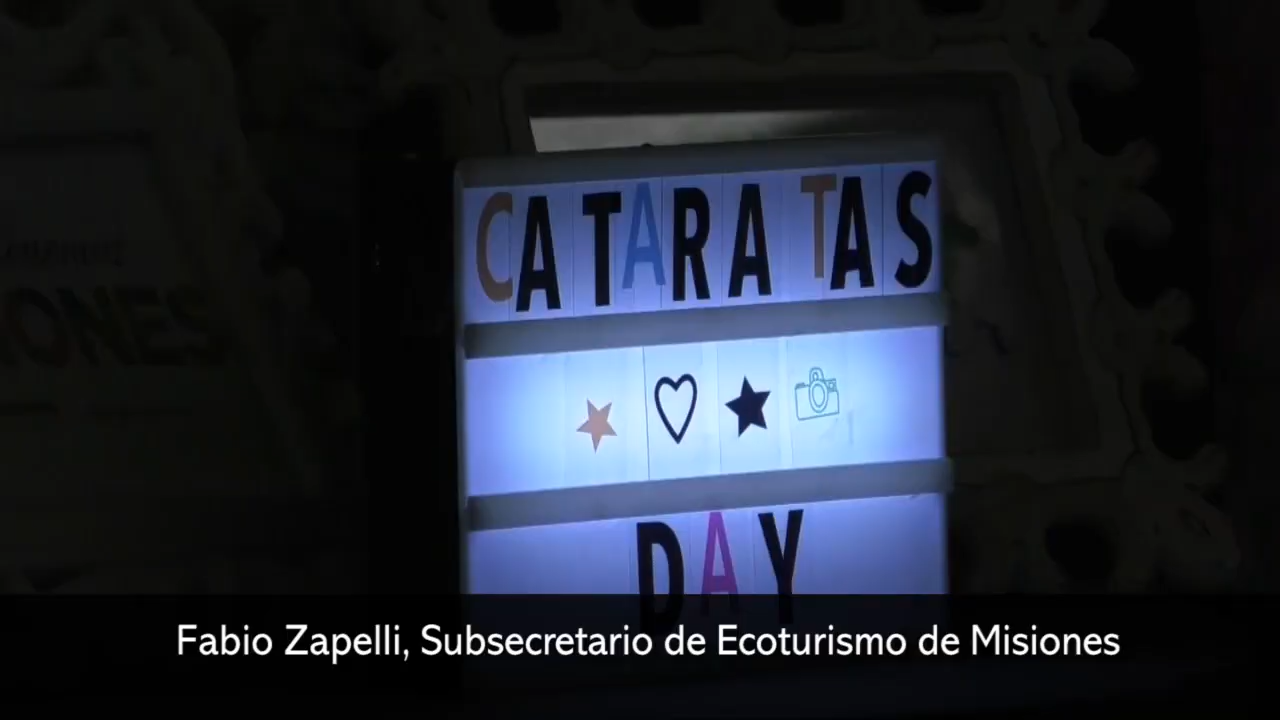 CATARATAS
DAY
Fabio Zapelli, Subsecretario de Ecoturismo de Misiones